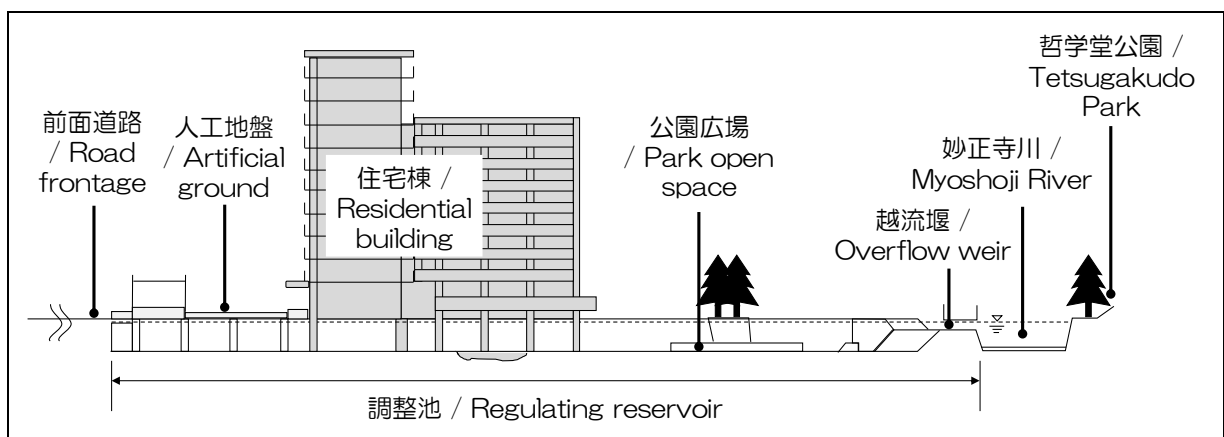 前面道路
/ Road
frontage
人工地盤
/ Artificial
ground
住宅棟 /
Residential
building
公園広場
/ Park open
space
越流堰 /
Overflow weir
妙正寺川 /
Myoshoji River
哲学堂公園 /
Tetsugakudo
Park
調整池 / Regulating reservoir